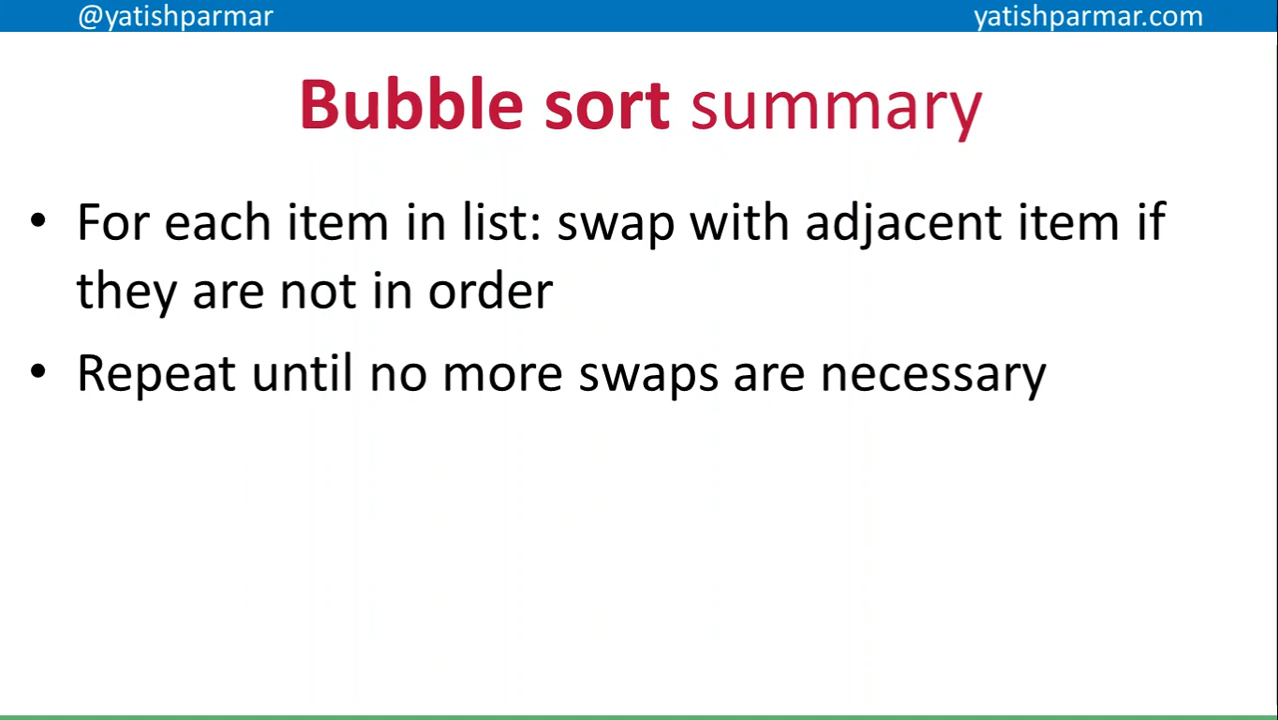 @yatishparmar
yatishparmar.com
Bubble sort summary
• For each item in list: swap with adjacent item if
they are not in order
• Repeat until no more swaps are necessary